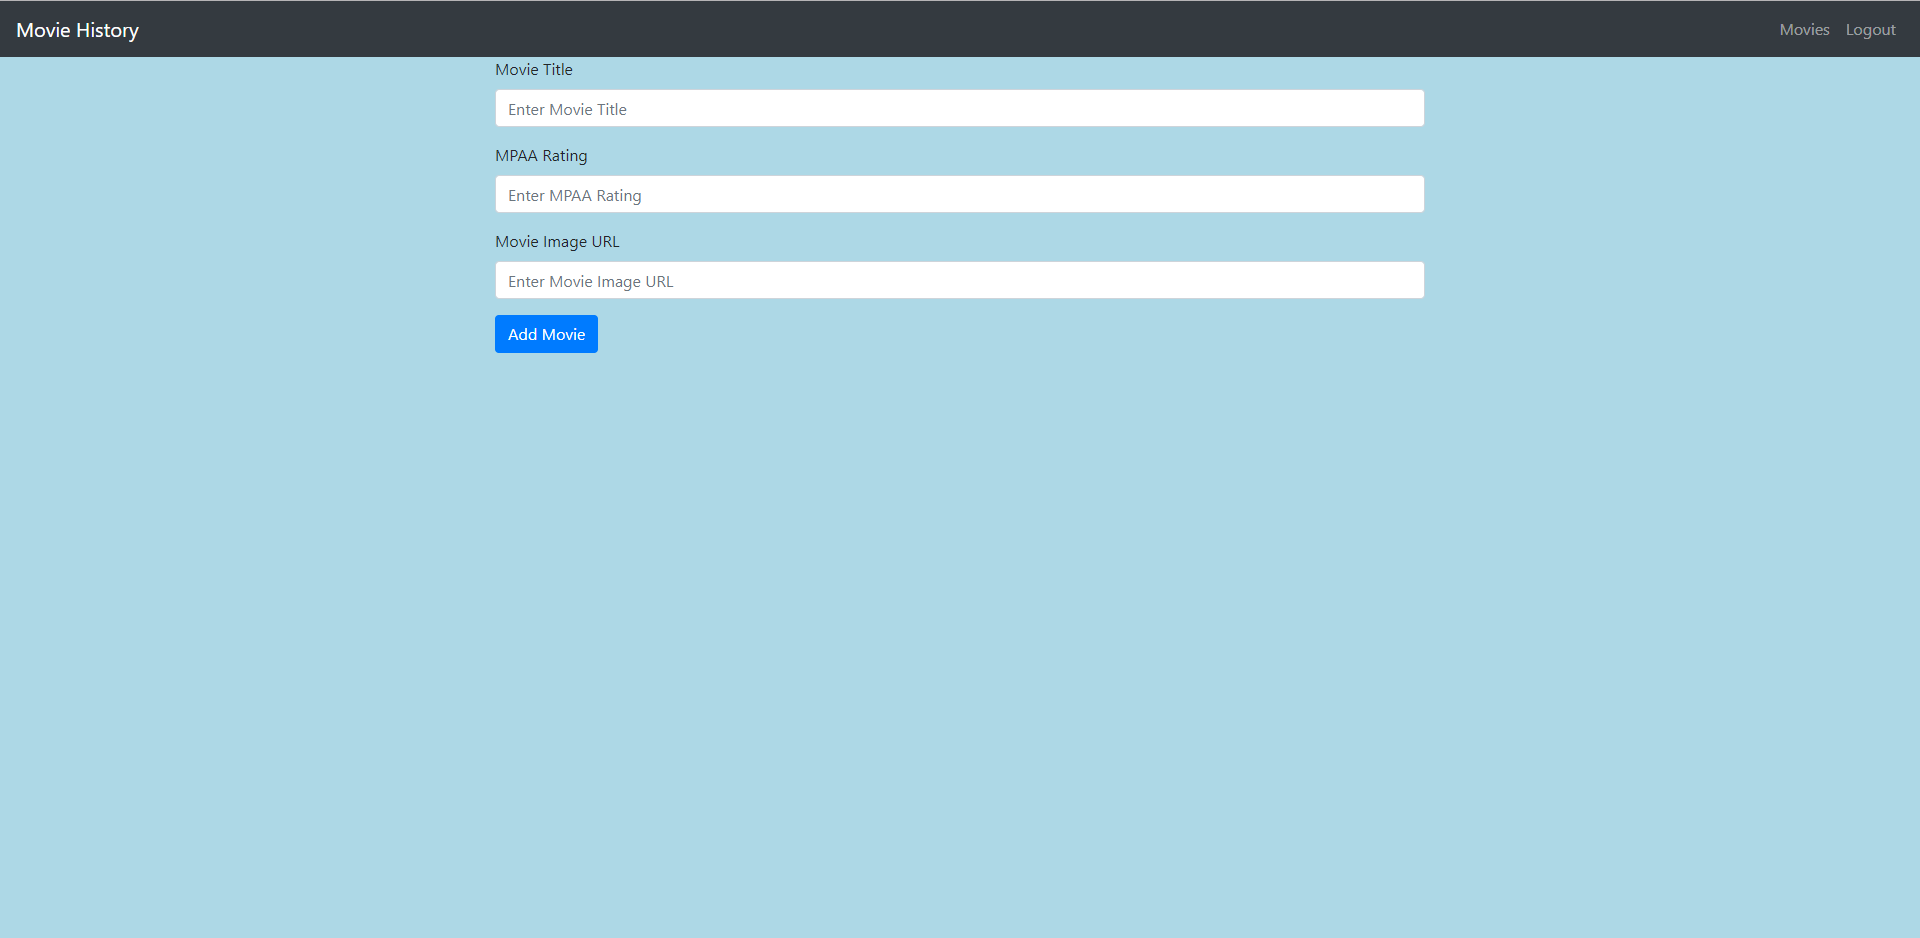 Movie History
Movies Logout
Movie Title
Enter Movie Title
MPAA Rating
Enter MPAA Rating
Movie Image URL
Enter Movie Image URL
Add Movie